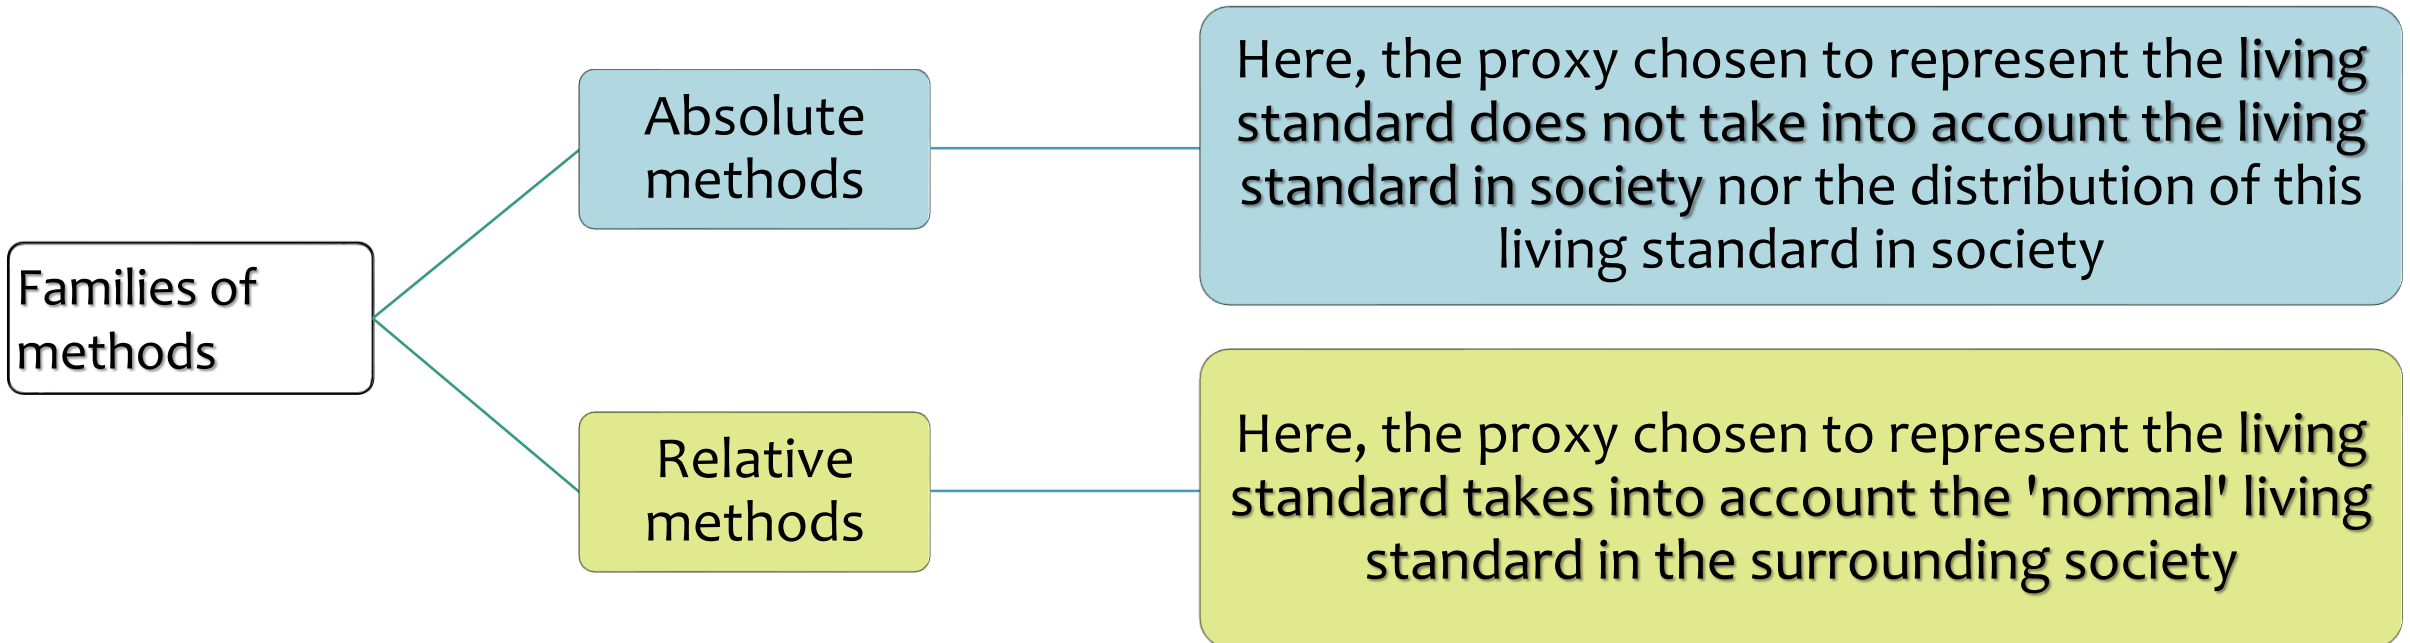 Families of
methods
Absolute
methods
Here, the proxy chosen to represent the living
standard does not take into account the living
standard in society nor the distribution of this
living standard in society
Relative
methods
Here, the proxy chosen to represent the living
standard takes into account the 'normal' living
standard in the surrounding society